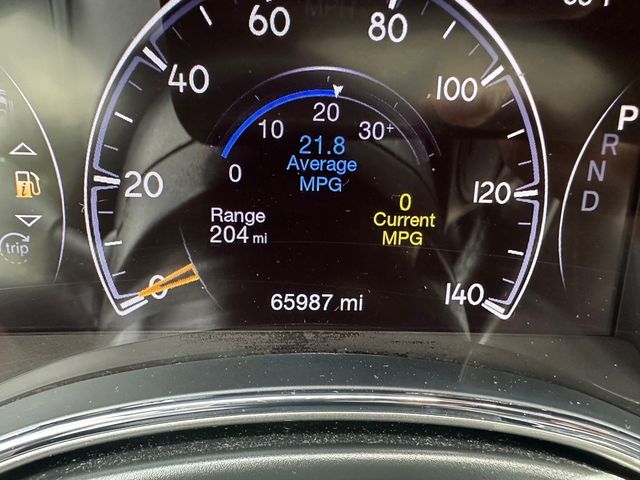 MPG
60
80
40
100
20
120
0
140
10
20
30+
0
21.8
Average
MPG
Range
204 mi
0
Current
MPG
65987 mi
i
trip
P
R
N
D